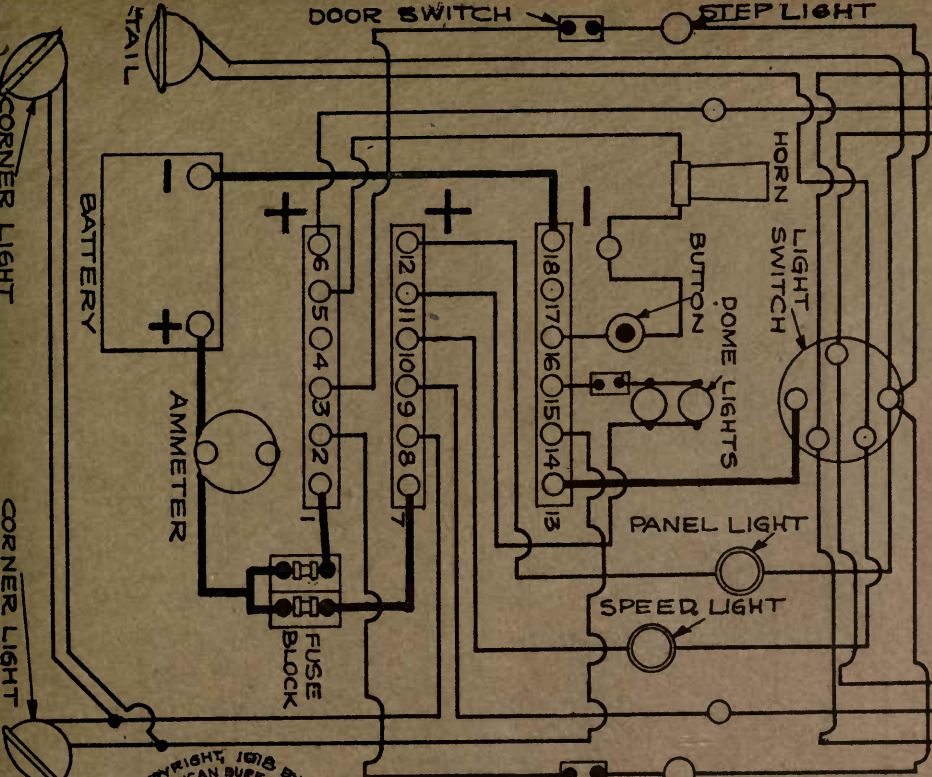 DOOR SWITCH
STEP LIGHT
TAIL
CORNER LIGHT
HORN
- +
BATTERY
+ + -
6 5 4 3 2 1
12 11 10 9 8 7
18 17 16 15 14 13
BUTTON
DOME LIGHTS
LIGHT
SWITCH
AMMETER
PANEL LIGHT
SPEED LIGHT
FUSE
BLOCK
CORNER LIGHT
COPYRIGHT, 1918 B